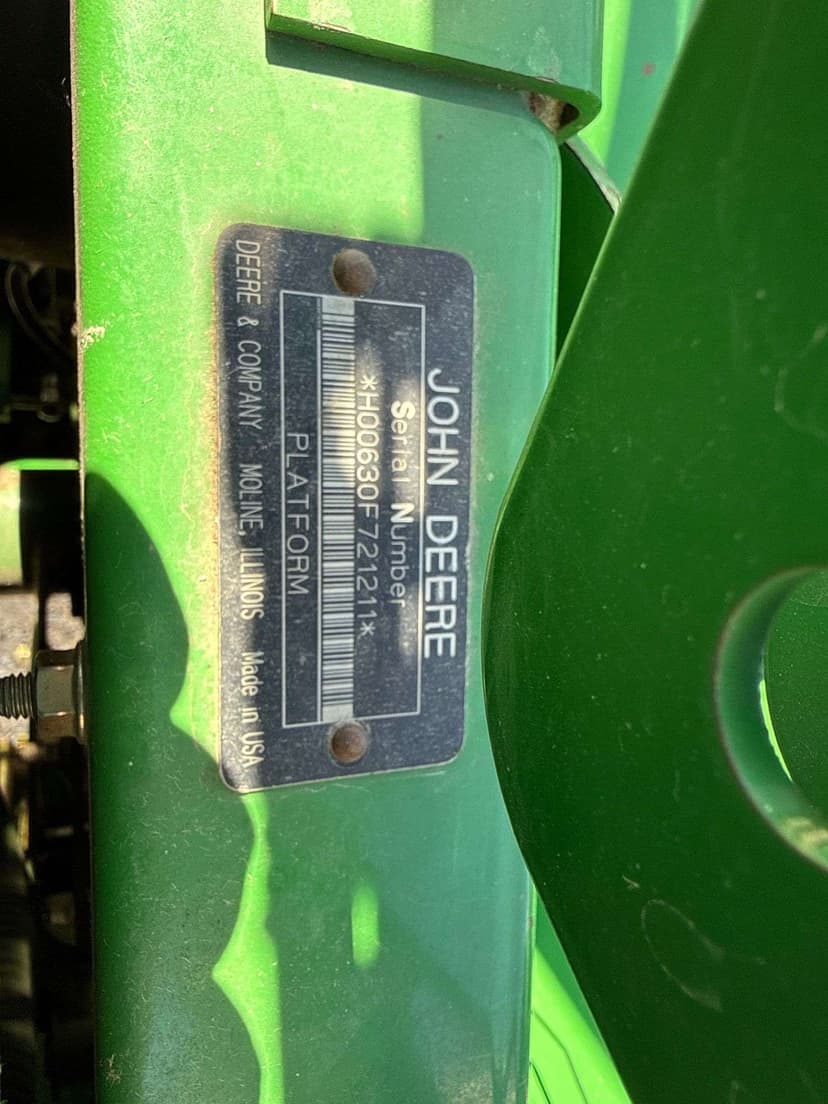 JOHN DEERE
Serial Number
*H00630F721211*
PLATFORM
DEERE & COMPANY MOLINE, ILLINOIS Made in USA